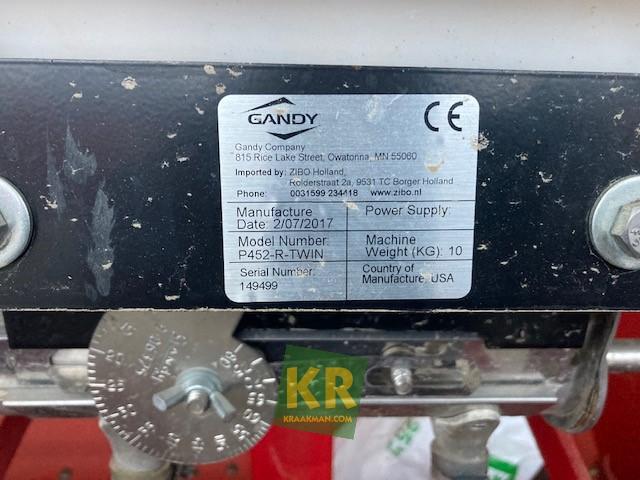 GANDY
CE
Gandy Company
815 Rice Lake Street, Owatonna, MN 55060
Imported by: ZIBO Holland,
Rolderstraat 2a, 9531 TC Borger Holland
Phone: 0031599 234418 www.zibo.nl
Manufacture
Date: 2/07/2017
Power Supply:
Model Number:
P452-R-TWIN
Machine
Weight (KG): 10
Serial Number:
149499
Country of
Manufacture: USA
KR
KRAAKMAN.COM